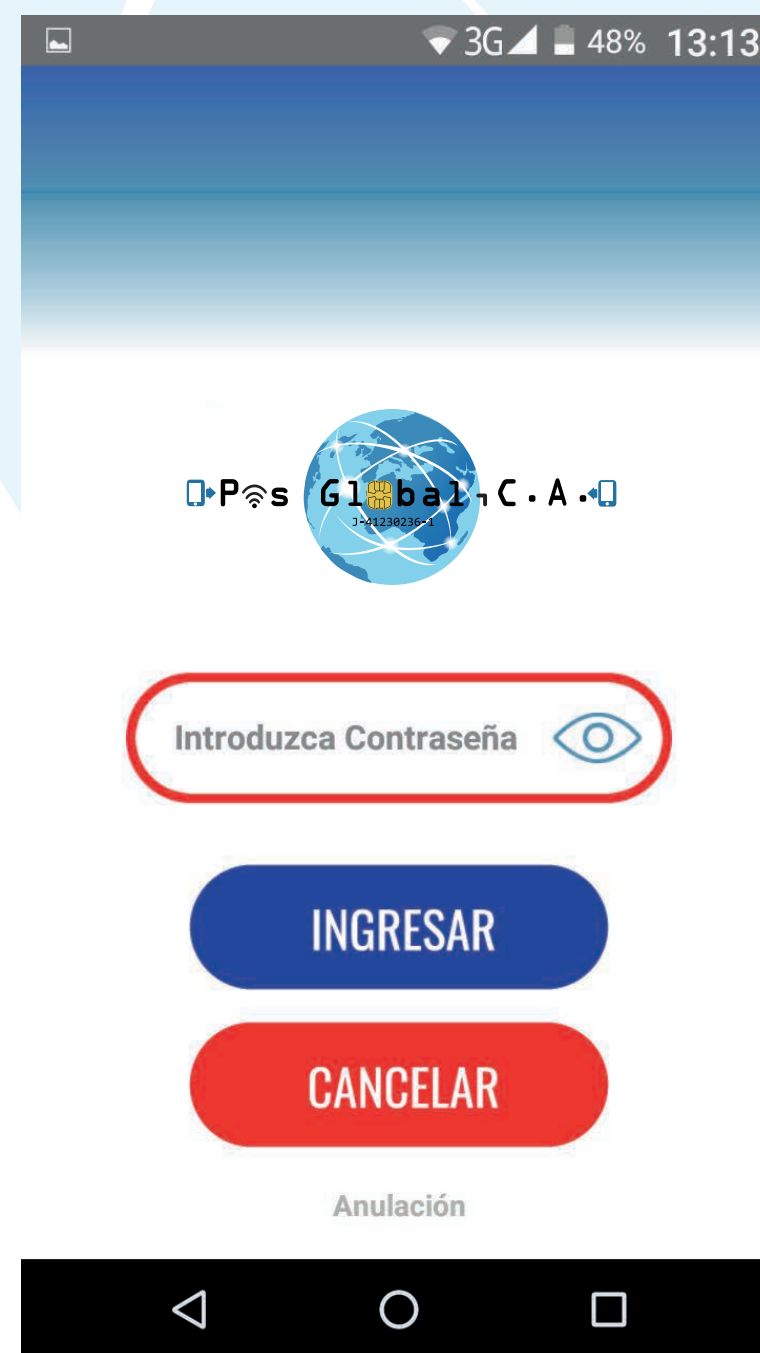 3G 48% 13:13
Pos Global, C.A.
J-41230236-1
Introduzca Contraseña
INGRESAR
CANCELAR
Anulación